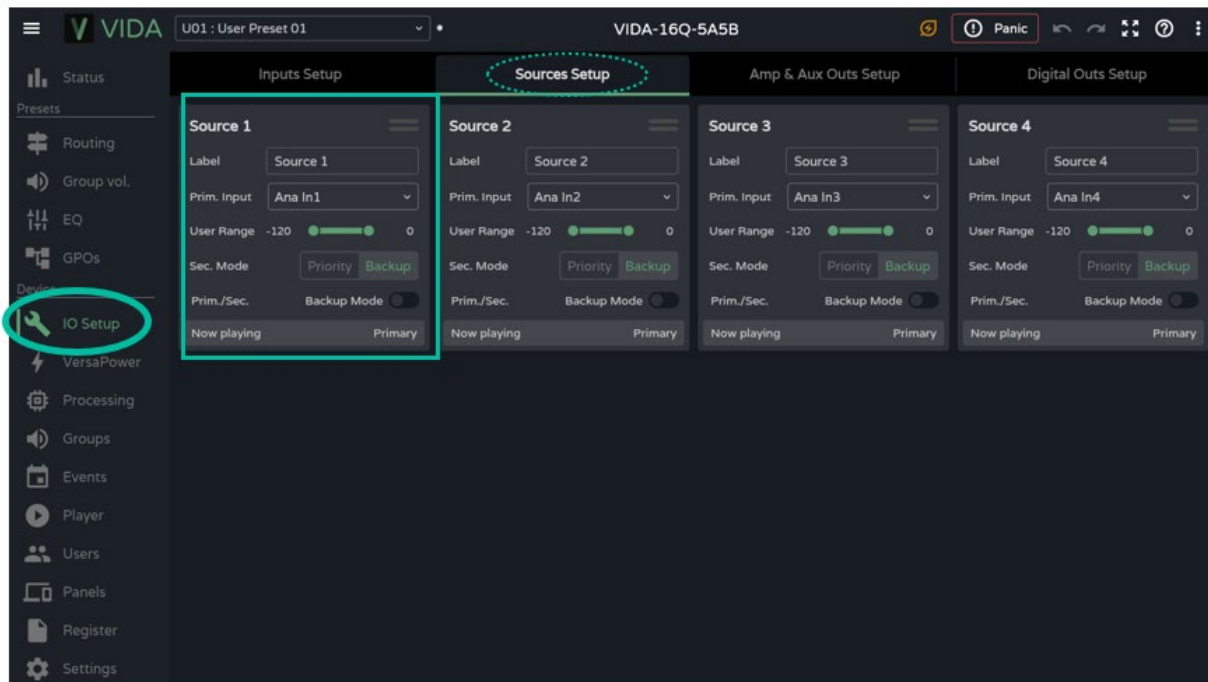 VIDA
U01 : User Preset 01
VIDA-16Q-5A5B
Panic
Status
Presets
Routing
Group vol.
EQ
GPOs
Device
IO Setup
VersaPower
Processing
Groups
Events
Player
Users
Panels
Register
Settings
Inputs Setup
Sources Setup
Amp & Aux Outs Setup
Digital Outs Setup
Source 1
Label Source 1
Prim. Input Ana In1
User Range -120 0
Sec. Mode Priority Backup
Prim./Sec. Backup Mode
Now playing Primary
Source 2
Label Source 2
Prim. Input Ana In2
User Range -120 0
Sec. Mode Priority Backup
Prim./Sec. Backup Mode
Now playing Primary
Source 3
Label Source 3
Prim. Input Ana In3
User Range -120 0
Sec. Mode Priority Backup
Prim./Sec. Backup Mode
Now playing Primary
Source 4
Label Source 4
Prim. Input Ana In4
User Range -120 0
Sec. Mode Priority Backup
Prim./Sec. Backup Mode
Now playing Primary